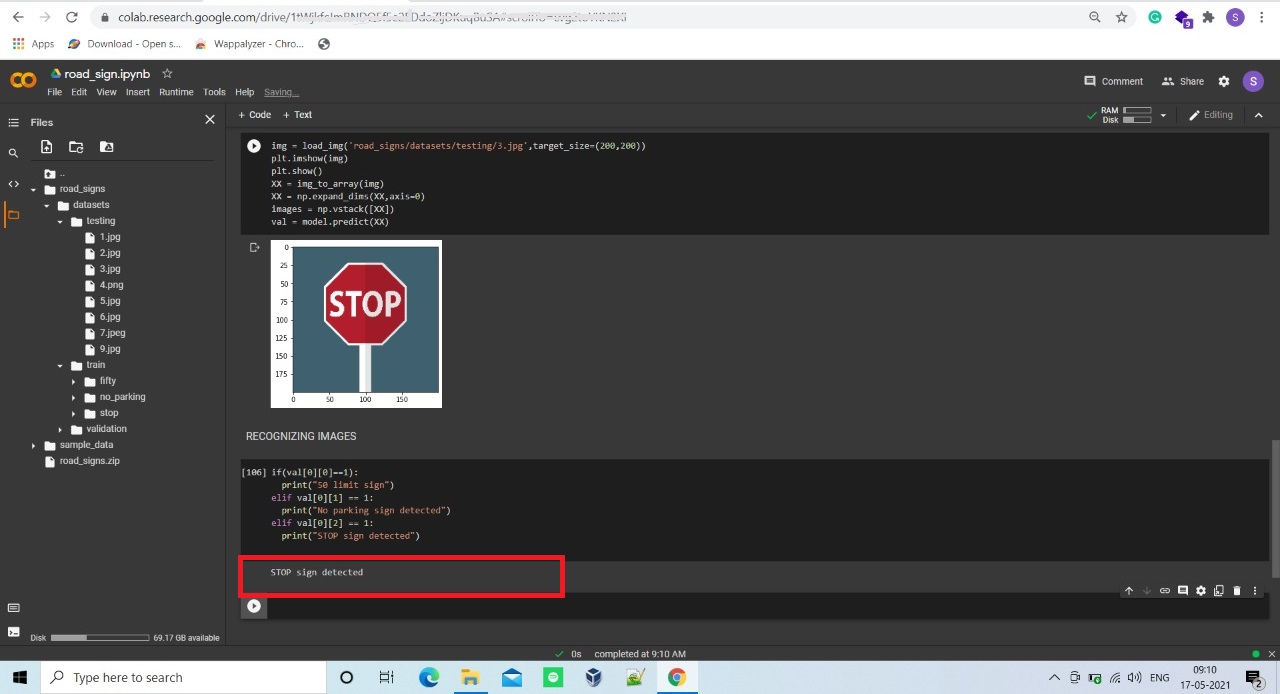 colab.research.google.com/drive/
S
Apps
Download - Open s...
Wappalyzer - Chro...
9
road_sign.ipynb
File Edit View Insert Runtime Tools Help Saving...
Comment
Share
S
Files
+ Code + Text
RAM
Disk
Editing
..
road_signs
datasets
testing
1.jpg
2.jpg
3.jpg
4.png
5.jpg
6.jpg
7.jpeg
9.jpg
train
fifty
no_parking
stop
validation
sample_data
road_signs.zip
Disk 69.17 GB available
img = load_img('road_signs/datasets/testing/3.jpg',target_size=(200,200))
plt.imshow(img)
plt.show()
XX = img_to_array(img)
XX = np.expand_dims(XX,axis=0)
images = np.vstack([XX])
val = model.predict(XX)
0
25
50
75
100
125
150
175
STOP
0 50 100 150
RECOGNIZING IMAGES
[106] if(val[0][0]==1):
print("50 limit sign")
elif val[0][1] == 1:
print("No parking sign detected")
elif val[0][2] == 1:
print("STOP sign detected")
STOP sign detected
0s completed at 9:10 AM
Type here to search
ENG
09:10
17-05-2021
2